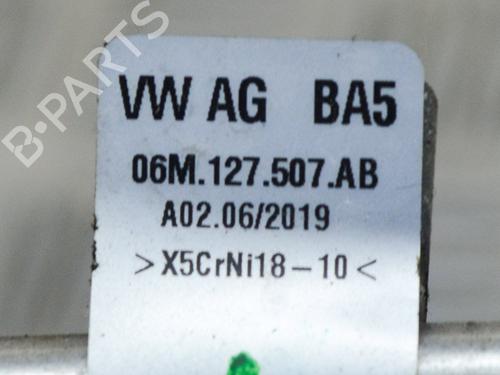 VW AG BA5
06M.127.507.AB
A02.06/2019
>X5CrNi18-10<
B-PARTS